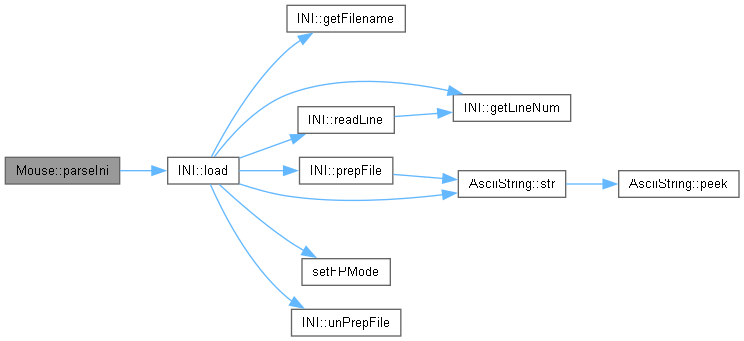 INI::getFilename
INI::getLineNum
INI::readLine
Mouse::parseIni
INI::load
INI::prepFile
AsciiString::str
AsciiString::peek
setFPMode
INI::unPrepFile